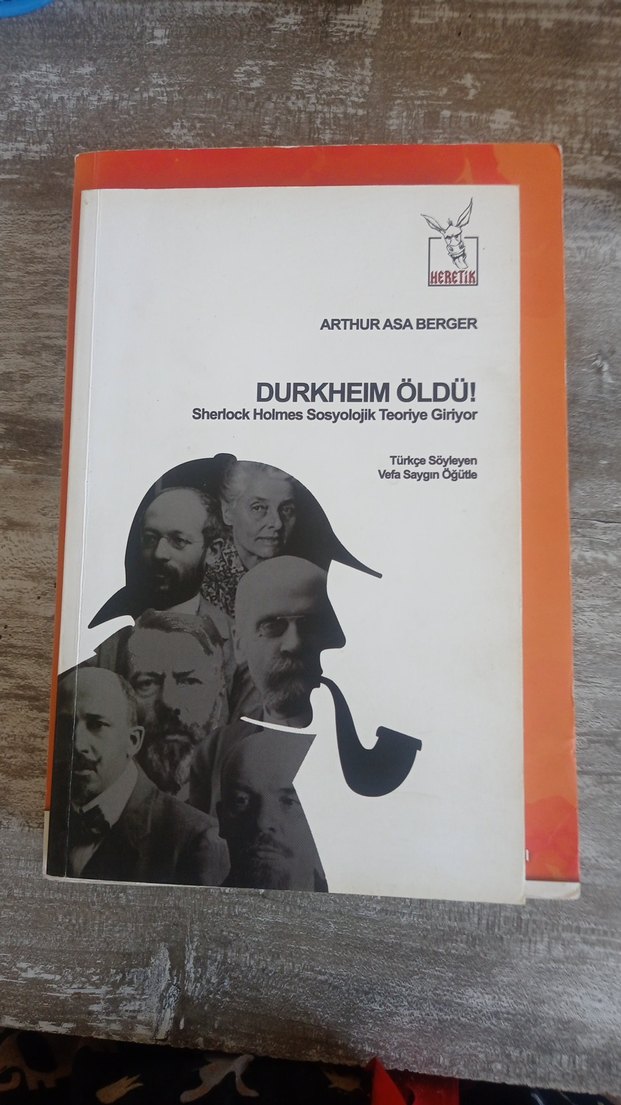 HERETİK
ARTHUR ASA BERGER
DURKHEIM ÖLDÜ!
Sherlock Holmes Sosyolojik Teoriye Giriyor
Türkçe Söyleyen
Vefa Saygın Öğütle